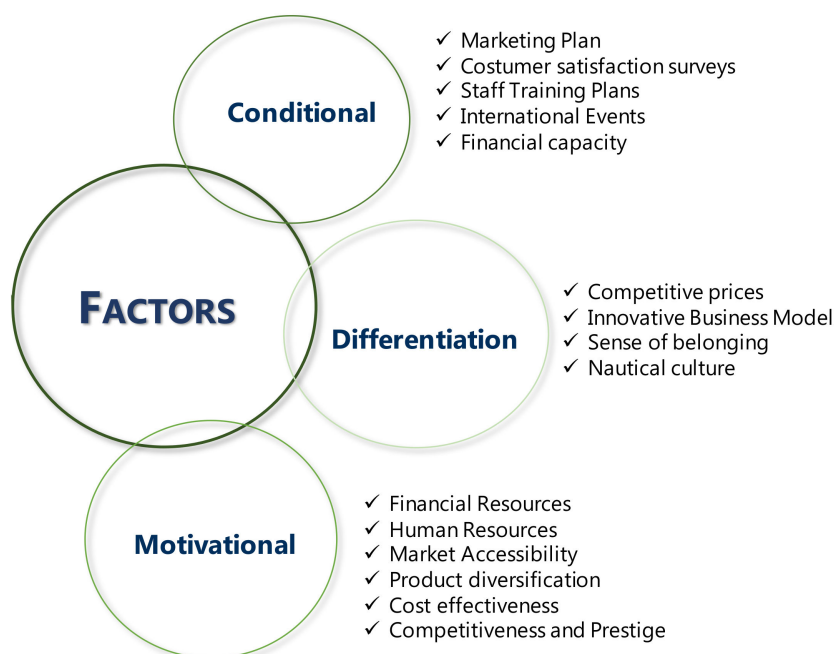 Conditional
✓ Marketing Plan
✓ Costumer satisfaction surveys
✓ Staff Training Plans
✓ International Events
✓ Financial capacity
FACTORS
Differentiation
✓ Competitive prices
✓ Innovative Business Model
✓ Sense of belonging
✓ Nautical culture
Motivational
✓ Financial Resources
✓ Human Resources
✓ Market Accessibility
✓ Product diversification
✓ Cost effectiveness
✓ Competitiveness and Prestige